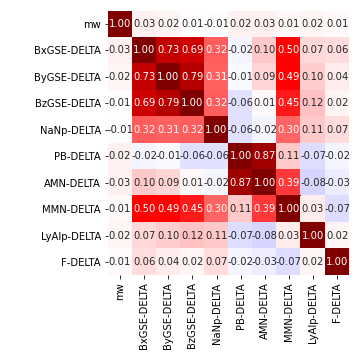 mw 1.00 0.03 0.02 0.01 -0.01 0.02 0.03 0.01 0.02 0.01
BxGSE-DELTA 0.03 1.00 0.73 0.69 0.32 -0.02 0.10 0.50 0.07 0.06
ByGSE-DELTA 0.02 0.73 1.00 0.79 0.31 -0.01 0.09 0.49 0.10 0.04
BzGSE-DELTA 0.01 0.69 0.79 1.00 0.32 -0.06 0.01 0.45 0.12 0.02
NaNp-DELTA -0.01 0.32 0.31 0.32 1.00 -0.06 -0.02 0.30 0.11 0.07
PB-DELTA 0.02 -0.02 -0.01 -0.06 -0.06 1.00 0.87 0.11 -0.07 -0.02
AMN-DELTA 0.03 0.10 0.09 0.01 -0.02 0.87 1.00 0.39 -0.08 -0.03
MMN-DELTA 0.01 0.50 0.49 0.45 0.30 0.11 0.39 1.00 0.03 -0.07
LyAlp-DELTA 0.02 0.07 0.10 0.12 0.11 -0.07 -0.08 0.03 1.00 0.02
F-DELTA 0.01 0.06 0.04 0.02 0.07 -0.02 -0.03 -0.07 0.02 1.00
mw
BxGSE-DELTA
ByGSE-DELTA
BzGSE-DELTA
NaNp-DELTA
PB-DELTA
AMN-DELTA
MMN-DELTA
LyAlp-DELTA
F-DELTA